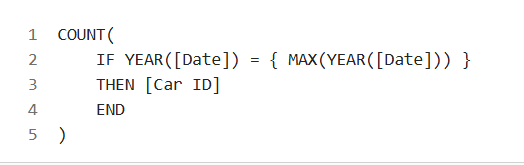 1 COUNT(
2     IF YEAR([Date]) = { MAX(YEAR([Date])) }
3     THEN [Car ID]
4     END
5 )